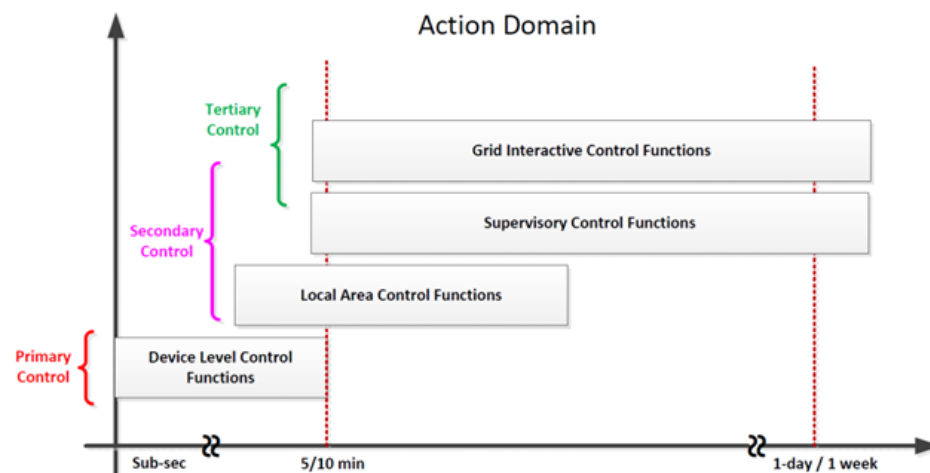 Action Domain
Tertiary
Control
Grid Interactive Control Functions
Supervisory Control Functions
Secondary
Control
Local Area Control Functions
Primary
Control
Device Level Control
Functions
Sub-sec
5/10 min
1-day / 1 week